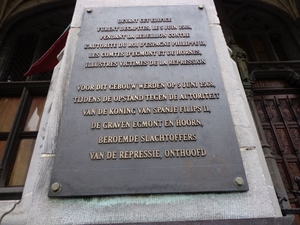 DEVANT CET EDIFICE
FURENT DECAPITES, LE 5 JUIN 1568,
PENDANT LA REBELLION CONTRE
L'AUTORITE DU ROI D'ESPAGNE PHILIPPE II,
LES COMTES D'EGMONT ET DE HORNES,
ILLUSTRES VICTIMES DE LA REPRESSION
VOOR DIT GEBOUW WERDEN OP 5 JUNI 1568,
TIJDENS DE OPSTAND TEGEN DE AUTORITEIT
VAN DE KONING VAN SPANJE FILIPS II,
DE GRAVEN EGMONT EN HOORN,
BEROEMDE SLACHTOFFERS
VAN DE REPRESSIE, ONTHOOFD